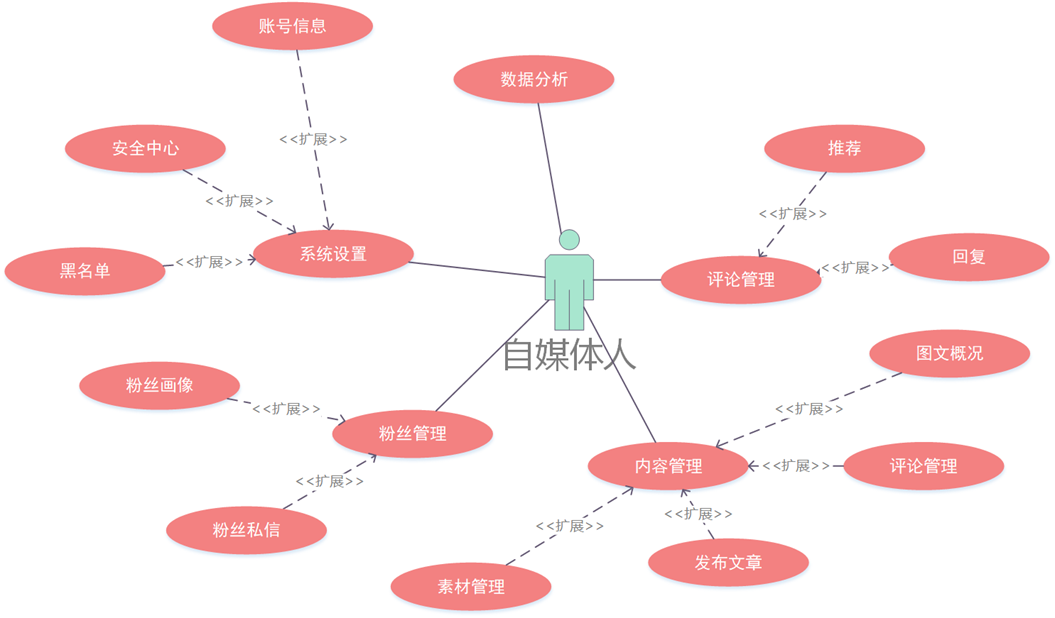 账号信息
数据分析
<<扩展>>
安全中心
推荐
<<扩展>>
<<扩展>>
系统设置
黑名单
<<扩展>>
评论管理
<<扩展>>
回复
自媒体人
图文概况
粉丝画像
<<扩展>>
<<扩展>>
粉丝管理
内容管理
<<扩展>>
评论管理
<<扩展>>
粉丝私信
<<扩展>>
<<扩展>>
发布文章
素材管理